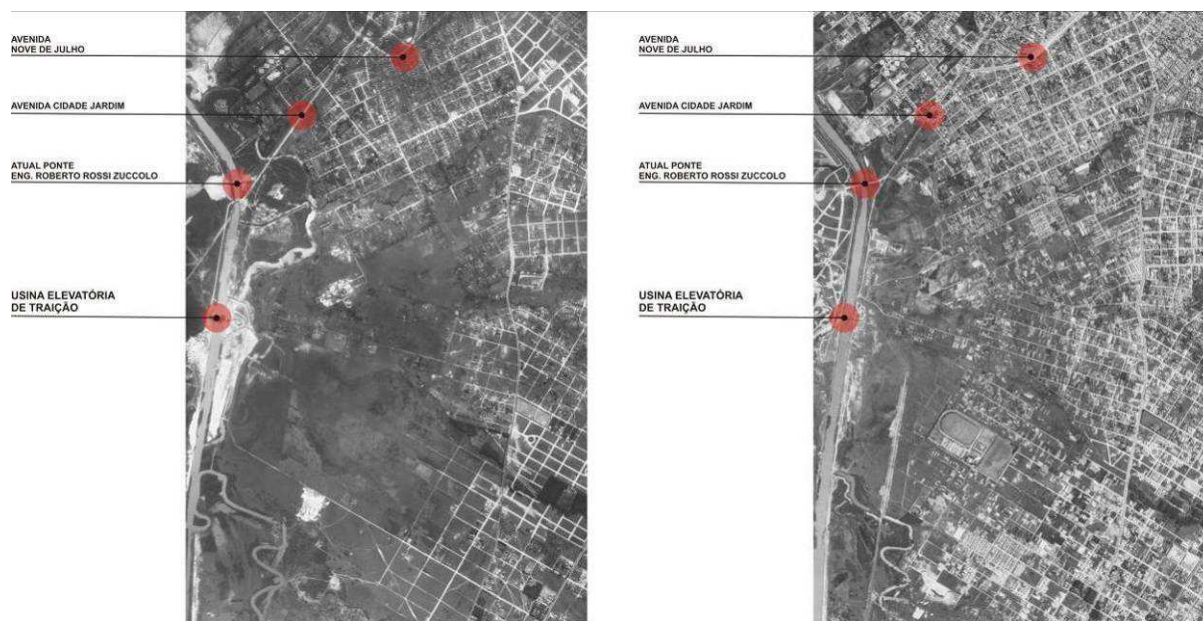 AVENIDA
NOVE DE JULHO
AVENIDA CIDADE JARDIM
ATUAL PONTE
ENG. ROBERTO ROSSI ZUCCOLO
USINA ELEVATÓRIA
DE TRAIÇÃO
AVENIDA
NOVE DE JULHO
AVENIDA CIDADE JARDIM
ATUAL PONTE
ENG. ROBERTO ROSSI ZUCCOLO
USINA ELEVATÓRIA
DE TRAIÇÃO